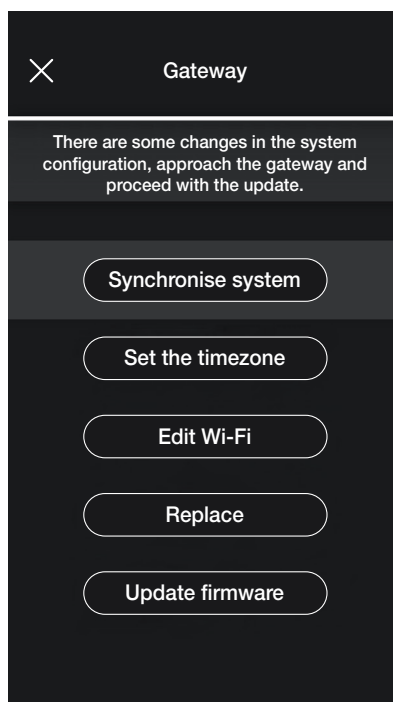 Gateway
There are some changes in the system
configuration, approach the gateway and
proceed with the update.
Synchronise system
Set the timezone
Edit Wi-Fi
Replace
Update firmware